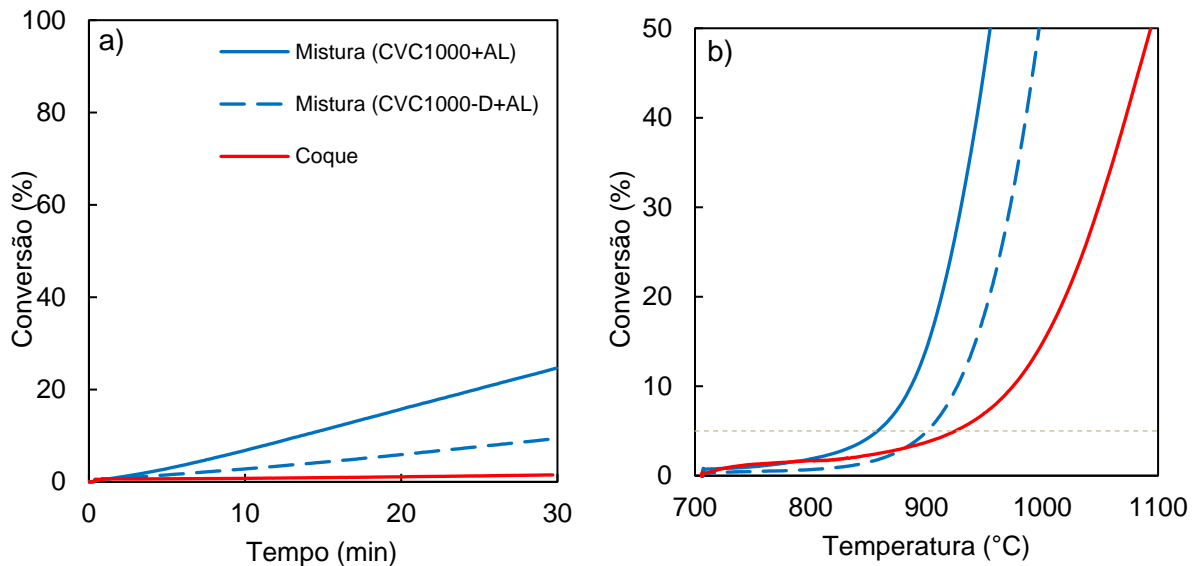 a)
Conversão (%)
100
80
60
40
20
0
Mistura (CVC1000+AL)
Mistura (CVC1000-D+AL)
Coque
0 10 20 30
Tempo (min)
b)
Conversão (%)
50
40
30
20
10
0
700 800 900 1000 1100
Temperatura (°C)